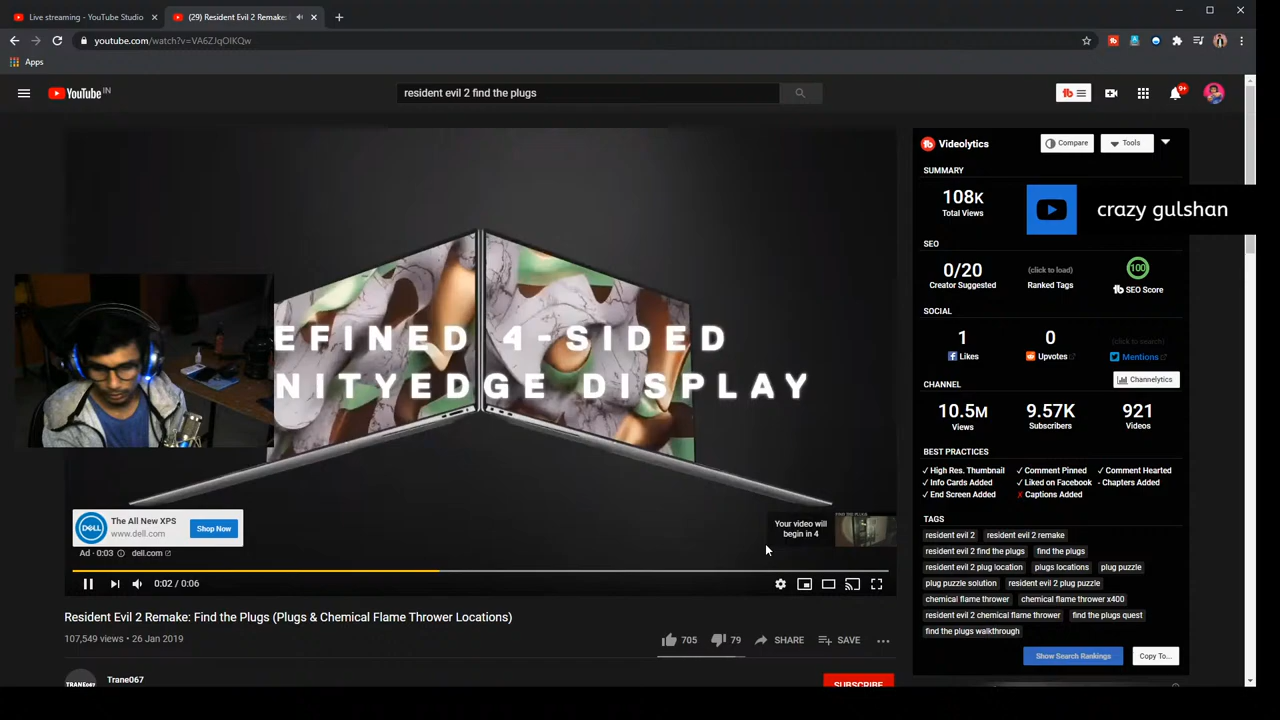 Live streaming - YouTube Studio
(29) Resident Evil 2 Remake:
youtube.com/watch?v=VA6ZJqOIKQw
Apps
YouTube IN
resident evil 2 find the plugs
tb
9+
EFINED 4-SIDED
NITYEDGE DISPLAY
DELL
The All New XPS
www.dell.com
Shop Now
Ad · 0:03
dell.com
Your video will
begin in 4
0:02 / 0:06
Resident Evil 2 Remake: Find the Plugs (Plugs & Chemical Flame Thrower Locations)
107,549 views • 26 Jan 2019
705
79
SHARE
SAVE
TRANE067
Trane067
SUBSCRIBE
tb Videolytics
Compare
Tools
SUMMARY
108K
Total Views
crazy gulshan
SEO
0/20
Creator Suggested
(click to load)
Ranked Tags
100
tb SEO Score
SOCIAL
1
Likes
0
Upvotes
(click to search)
Mentions
CHANNEL
Channelytics
10.5M
Views
9.57K
Subscribers
921
Videos
BEST PRACTICES
✓ High Res. Thumbnail ✓ Comment Pinned ✓ Comment Hearted
✓ Info Cards Added ✓ Liked on Facebook - Chapters Added
✓ End Screen Added ✗ Captions Added
TAGS
resident evil 2 resident evil 2 remake
resident evil 2 find the plugs find the plugs
resident evil 2 plug location plugs locations plug puzzle
plug puzzle solution resident evil 2 plug puzzle
chemical flame thrower chemical flame thrower x400
resident evil 2 chemical flame thrower find the plugs quest
find the plugs walkthrough
Show Search Rankings
Copy To...